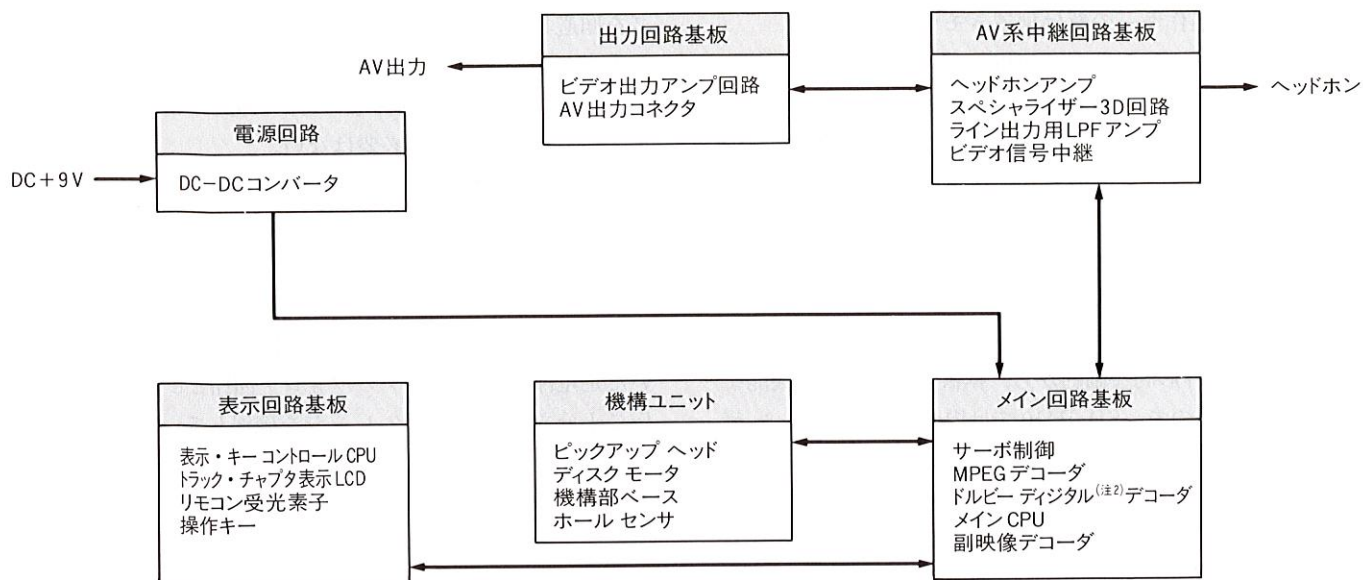 出力回路基板
ビデオ出力アンプ回路
AV出力コネクタ
AV系中継回路基板
ヘッドホンアンプ
スペシャライザー3D回路
ライン出力用LPFアンプ
ビデオ信号中継
AV出力
ヘッドホン
電源回路
DC-DCコンバータ
DC+9V
表示回路基板
表示・キーコントロールCPU
トラック・チャプタ表示LCD
リモコン受光素子
操作キー
機構ユニット
ピックアップ ヘッド
ディスク モータ
機構部ベース
ホール センサ
メイン回路基板
サーボ制御
MPEG デコーダ
ドルビー ディジタル(注2)デコーダ
メイン CPU
副映像デコーダ